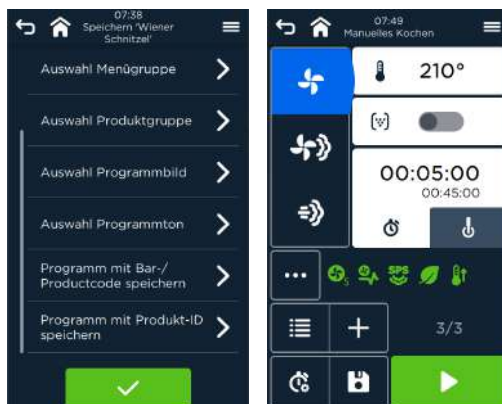 07:38
Speichern 'Wiener
Schnitzel'
Auswahl Menügruppe
Auswahl Produktgruppe
Auswahl Programmbild
Auswahl Programmton
Programm mit Bar-/
Productcode speichern
Programm mit Produkt-ID
speichern
07:49
Manuelles Kochen
210°
00:05:00
00:45:00
S
SPS
3/3